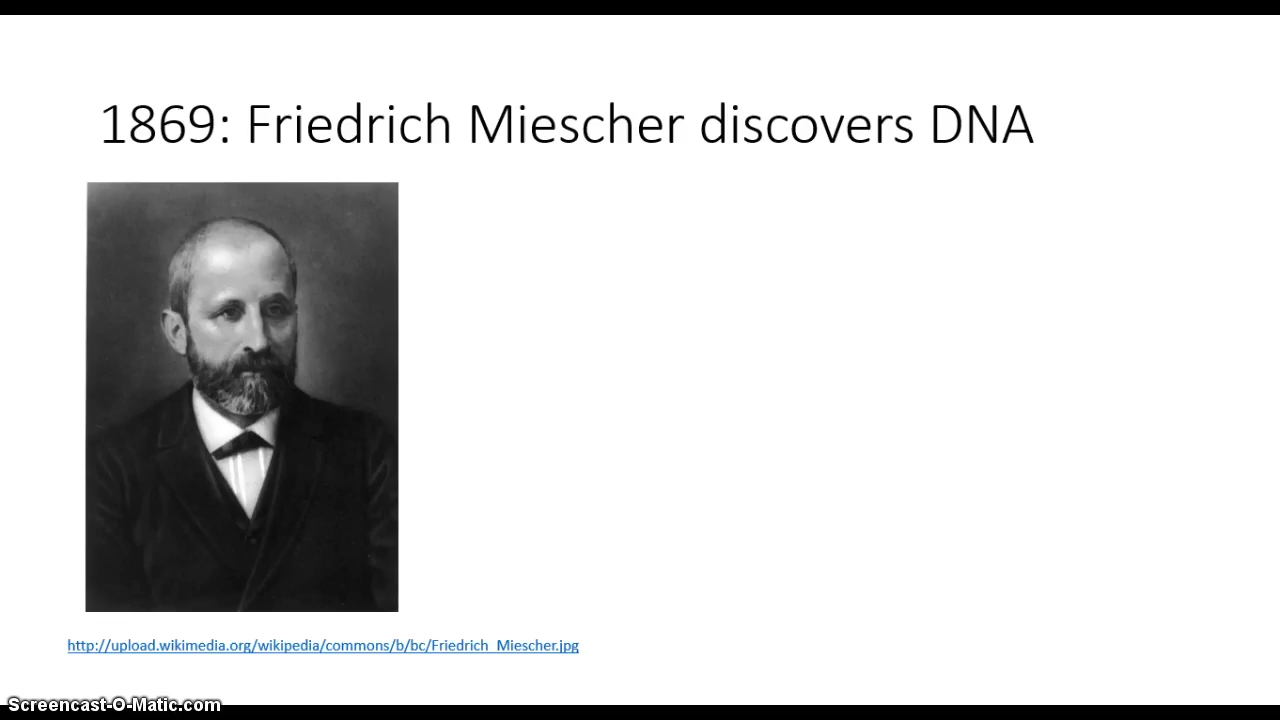 1869: Friedrich Miescher discovers DNA
http://upload.wikimedia.org/wikipedia/commons/b/bc/Friedrich_Miescher.jpg
Screencast-O-Matic.com